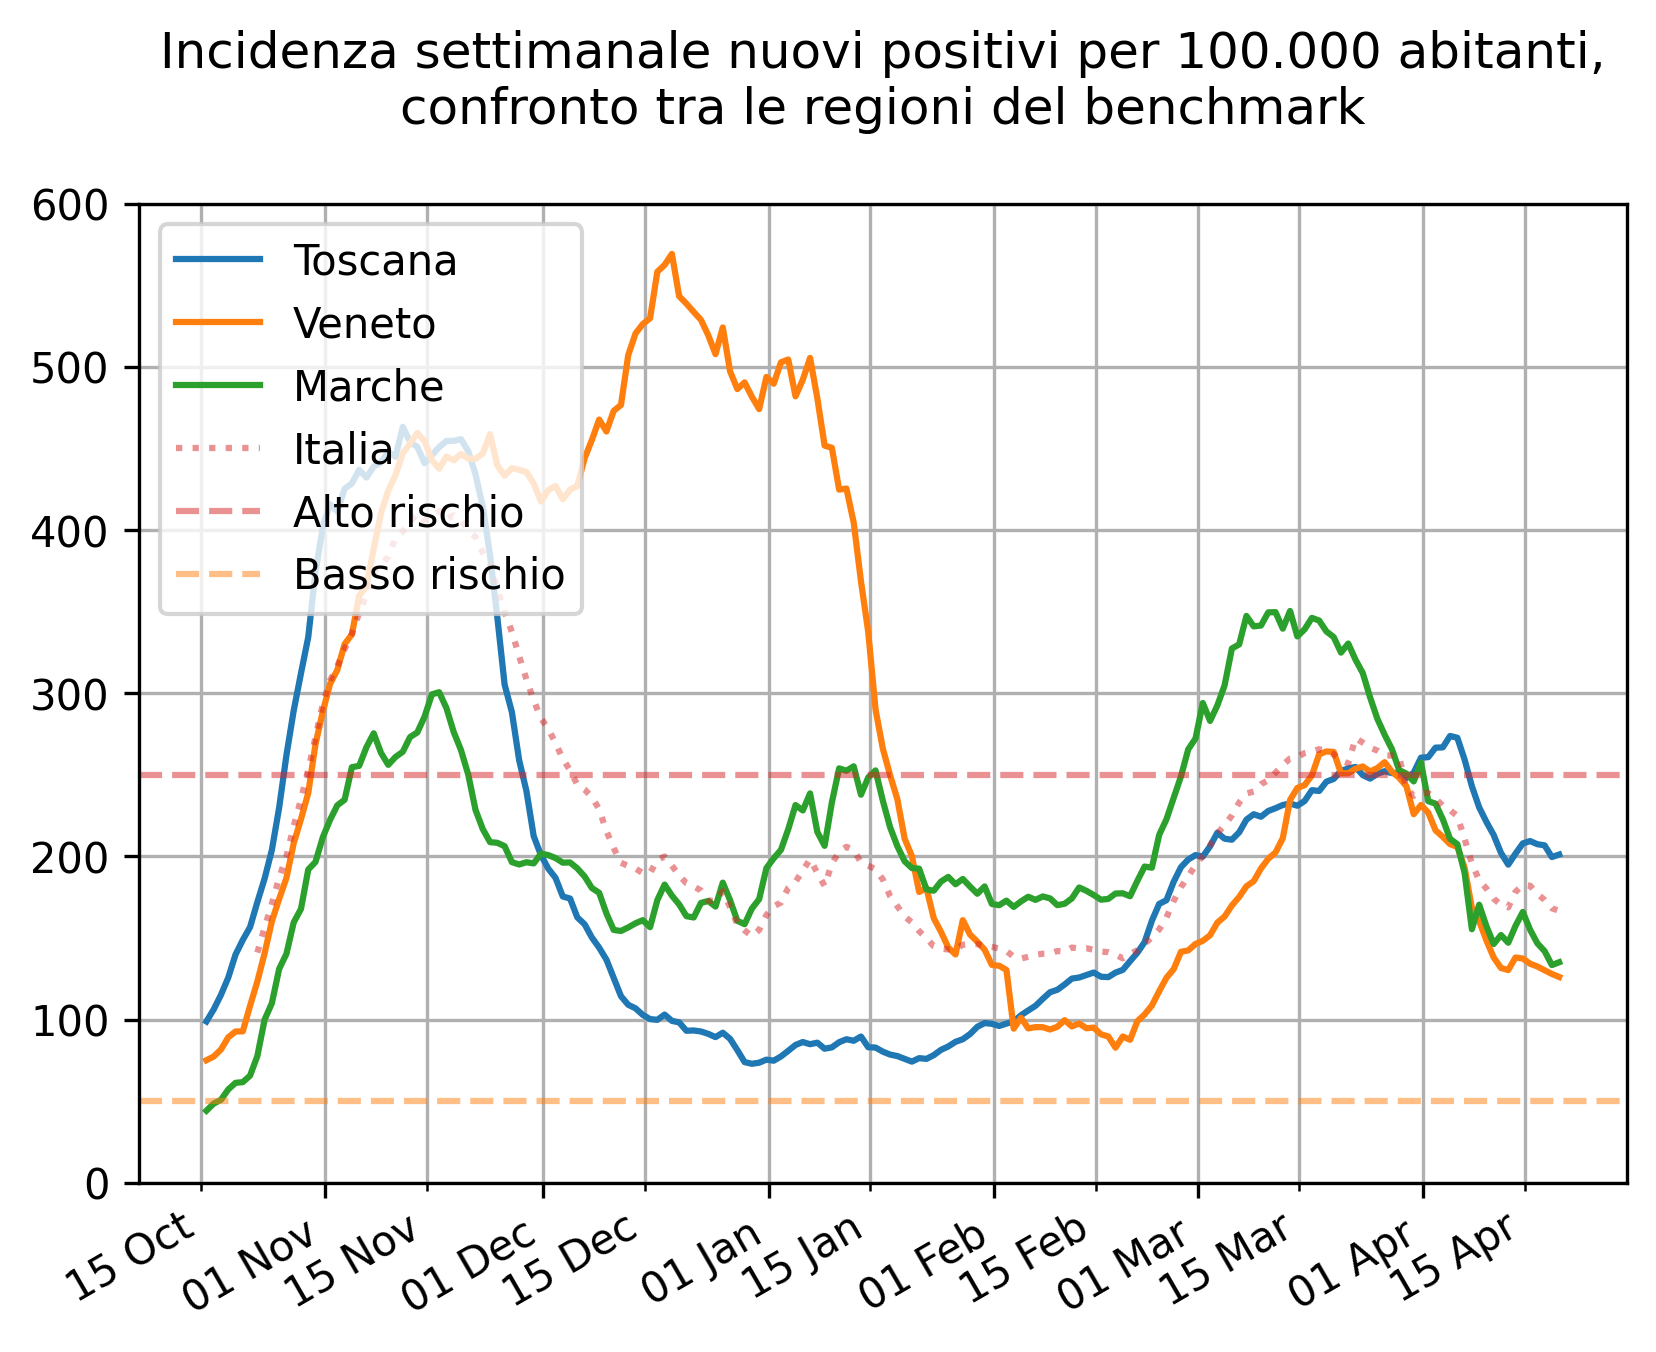 Incidenza settimanale nuovi positivi per 100.000 abitanti,
confronto tra le regioni del benchmark
600
500
400
300
200
100
0
Toscana
Veneto
Marche
Italia
Alto rischio
Basso rischio
15 Oct
01 Nov
15 Nov
01 Dec
15 Dec
01 Jan
15 Jan
01 Feb
15 Feb
01 Mar
15 Mar
01 Apr
15 Apr